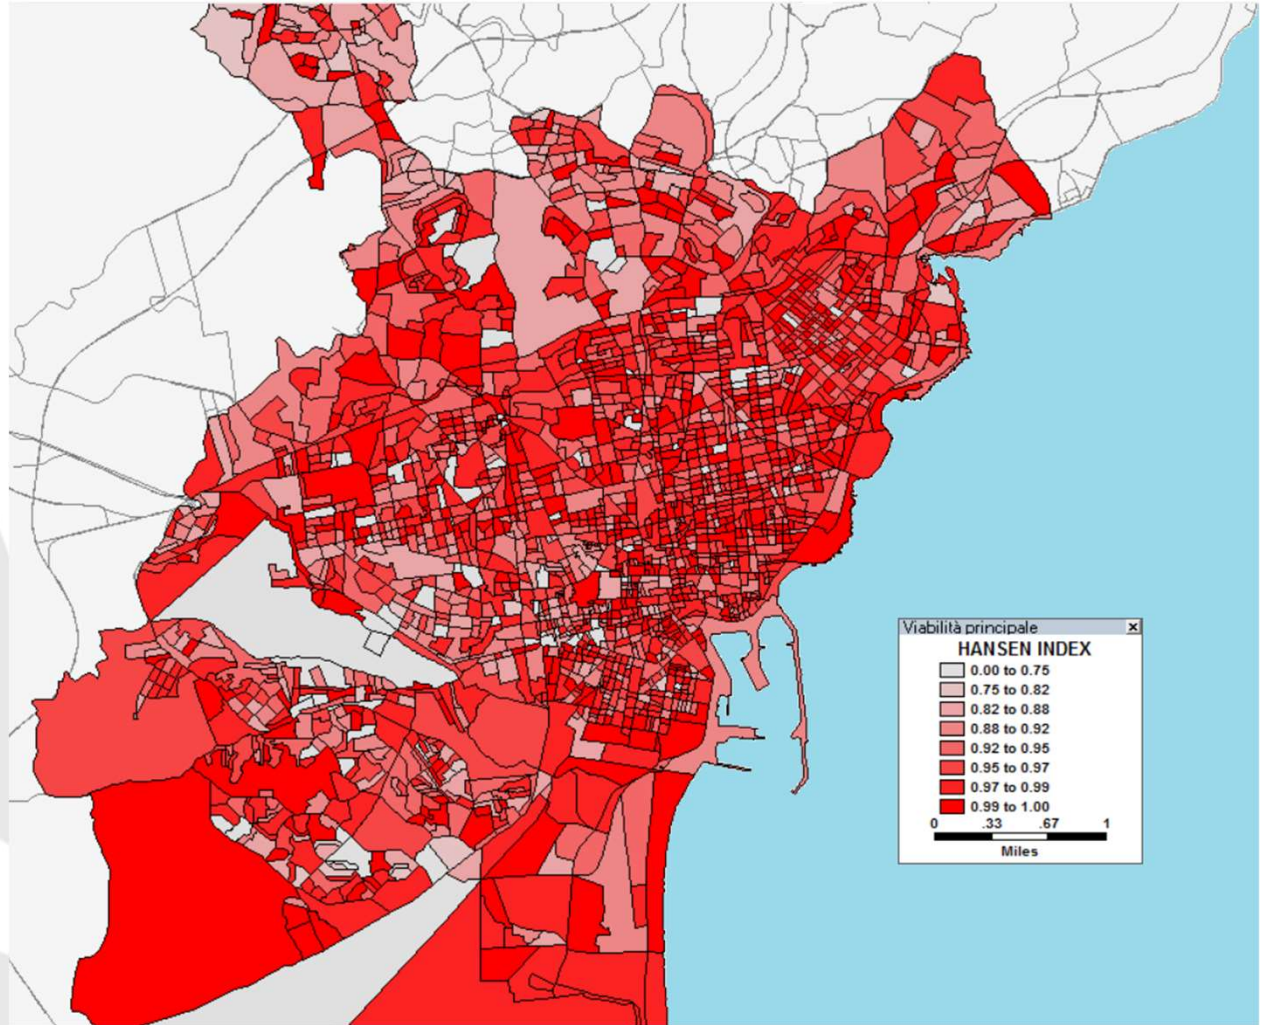 Viabilità principale x
HANSEN INDEX
0.00 to 0.75
0.75 to 0.82
0.82 to 0.88
0.88 to 0.92
0.92 to 0.95
0.95 to 0.97
0.97 to 0.99
0.99 to 1.00
0 .33 .67 1
Miles